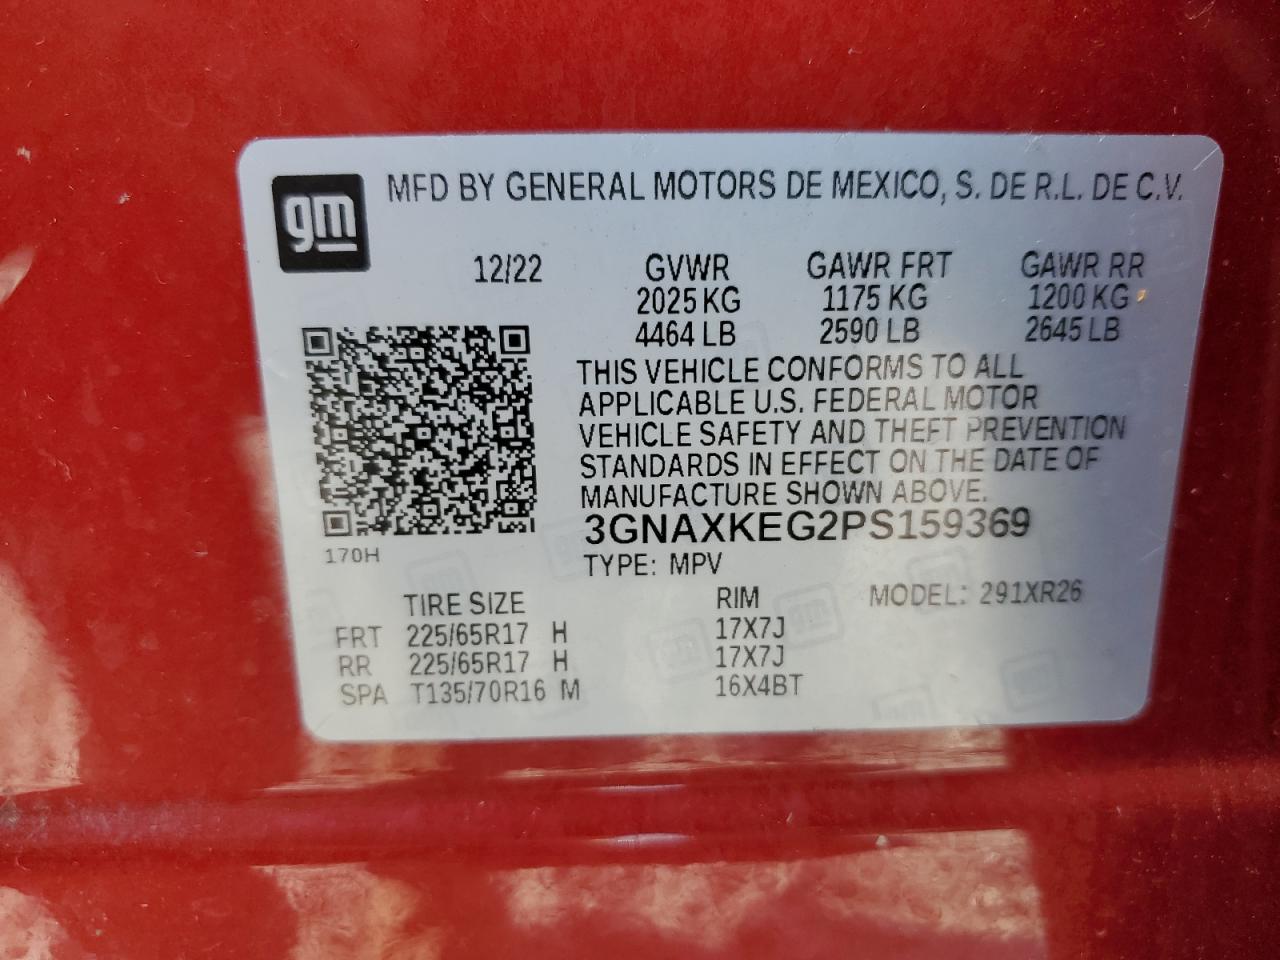 gm
MFD BY GENERAL MOTORS DE MEXICO, S. DE R.L. DE C.V.
12/22 GVWR GAWR FRT GAWR RR
2025 KG 1175 KG 1200 KG
4464 LB 2590 LB 2645 LB
THIS VEHICLE CONFORMS TO ALL
APPLICABLE U.S. FEDERAL MOTOR
VEHICLE SAFETY AND THEFT PREVENTION
STANDARDS IN EFFECT ON THE DATE OF
MANUFACTURE SHOWN ABOVE.
3GNAXKEG2PS159369
170H
TYPE: MPV
TIRE SIZE RIM MODEL: 291XR26
FRT 225/65R17 H 17X7J
RR 225/65R17 H 17X7J
SPA T135/70R16 M 16X4BT